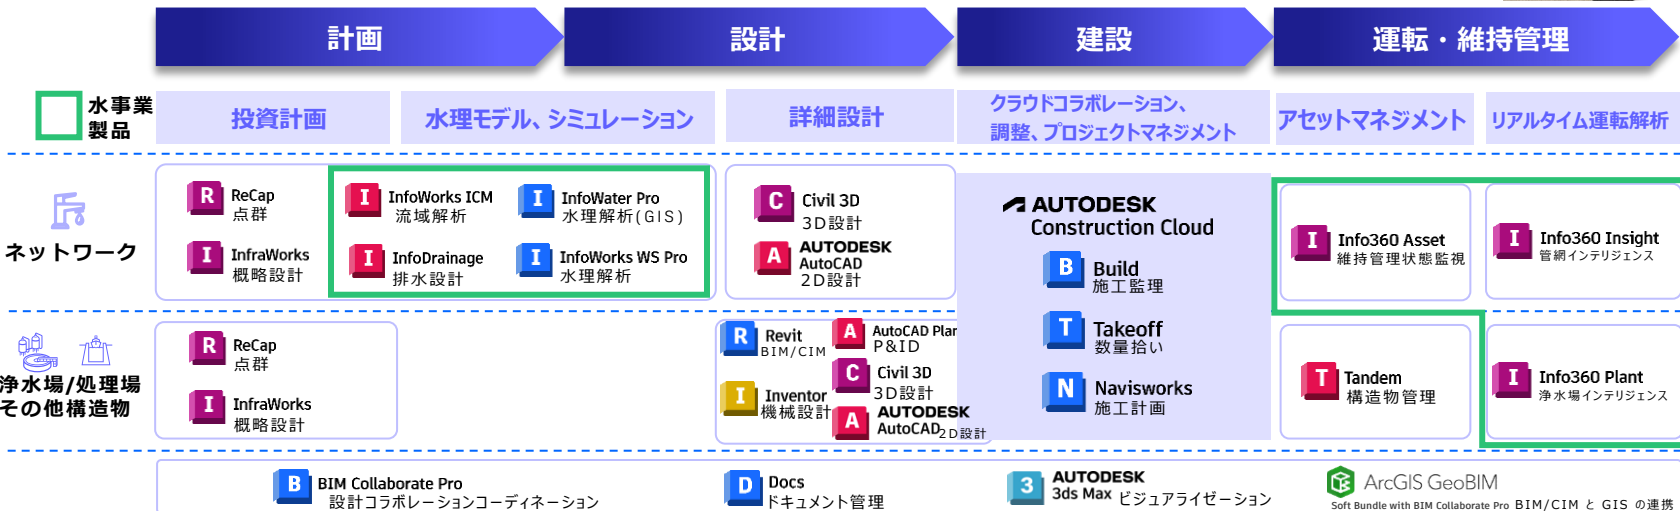 計画
設計
建設
運転・維持管理
水事業
製品
投資計画
水理モデル、シミュレーション
詳細設計
クラウドコラボレーション、
調整、プロジェクトマネジメント
アセットマネジメント
リアルタイム運転解析
ネットワーク
R ReCap
点群
I InfraWorks
概略設計
I InfoWorks ICM
流域解析
I InfoWater Pro
水理解析(GIS)
I InfoDrainage
排水設計
I InfoWorks WS Pro
水理解析
C Civil 3D
3D設計
A AUTODESK
AutoCAD
2D設計
AUTODESK
Construction Cloud
B Build
施工監理
T Takeoff
数量拾い
N Navisworks
施工計画
I Info360 Asset
維持管理状態監視
I Info360 Insight
管網インテリジェンス
浄水場/処理場
その他構造物
R ReCap
点群
I InfraWorks
概略設計
R Revit
BIM/CIM
I Inventor
機械設計
A AutoCAD Plan
P&ID
C Civil 3D
3D設計
A AUTODESK
AutoCAD 2D設計
T Tandem
構造物管理
I Info360 Plant
浄水場インテリジェンス
B BIM Collaborate Pro
設計コラボレーションコーディネーション
D Docs
ドキュメント管理
3 AUTODESK
3ds Max ビジュアライゼーション
ArcGIS GeoBIM
Soft Bundle with BIM Collaborate Pro BIM/CIM と GIS の連携